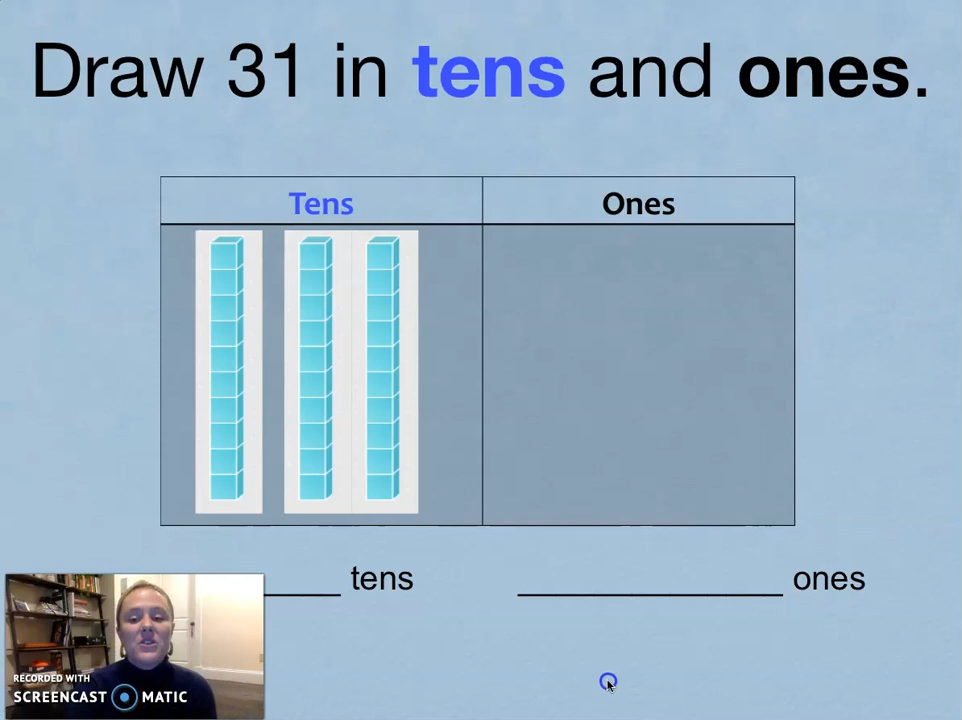 Draw 31 in tens and ones.
Tens Ones
____ tens ______________ ones
RECORDED WITH
SCREENCAST MATIC